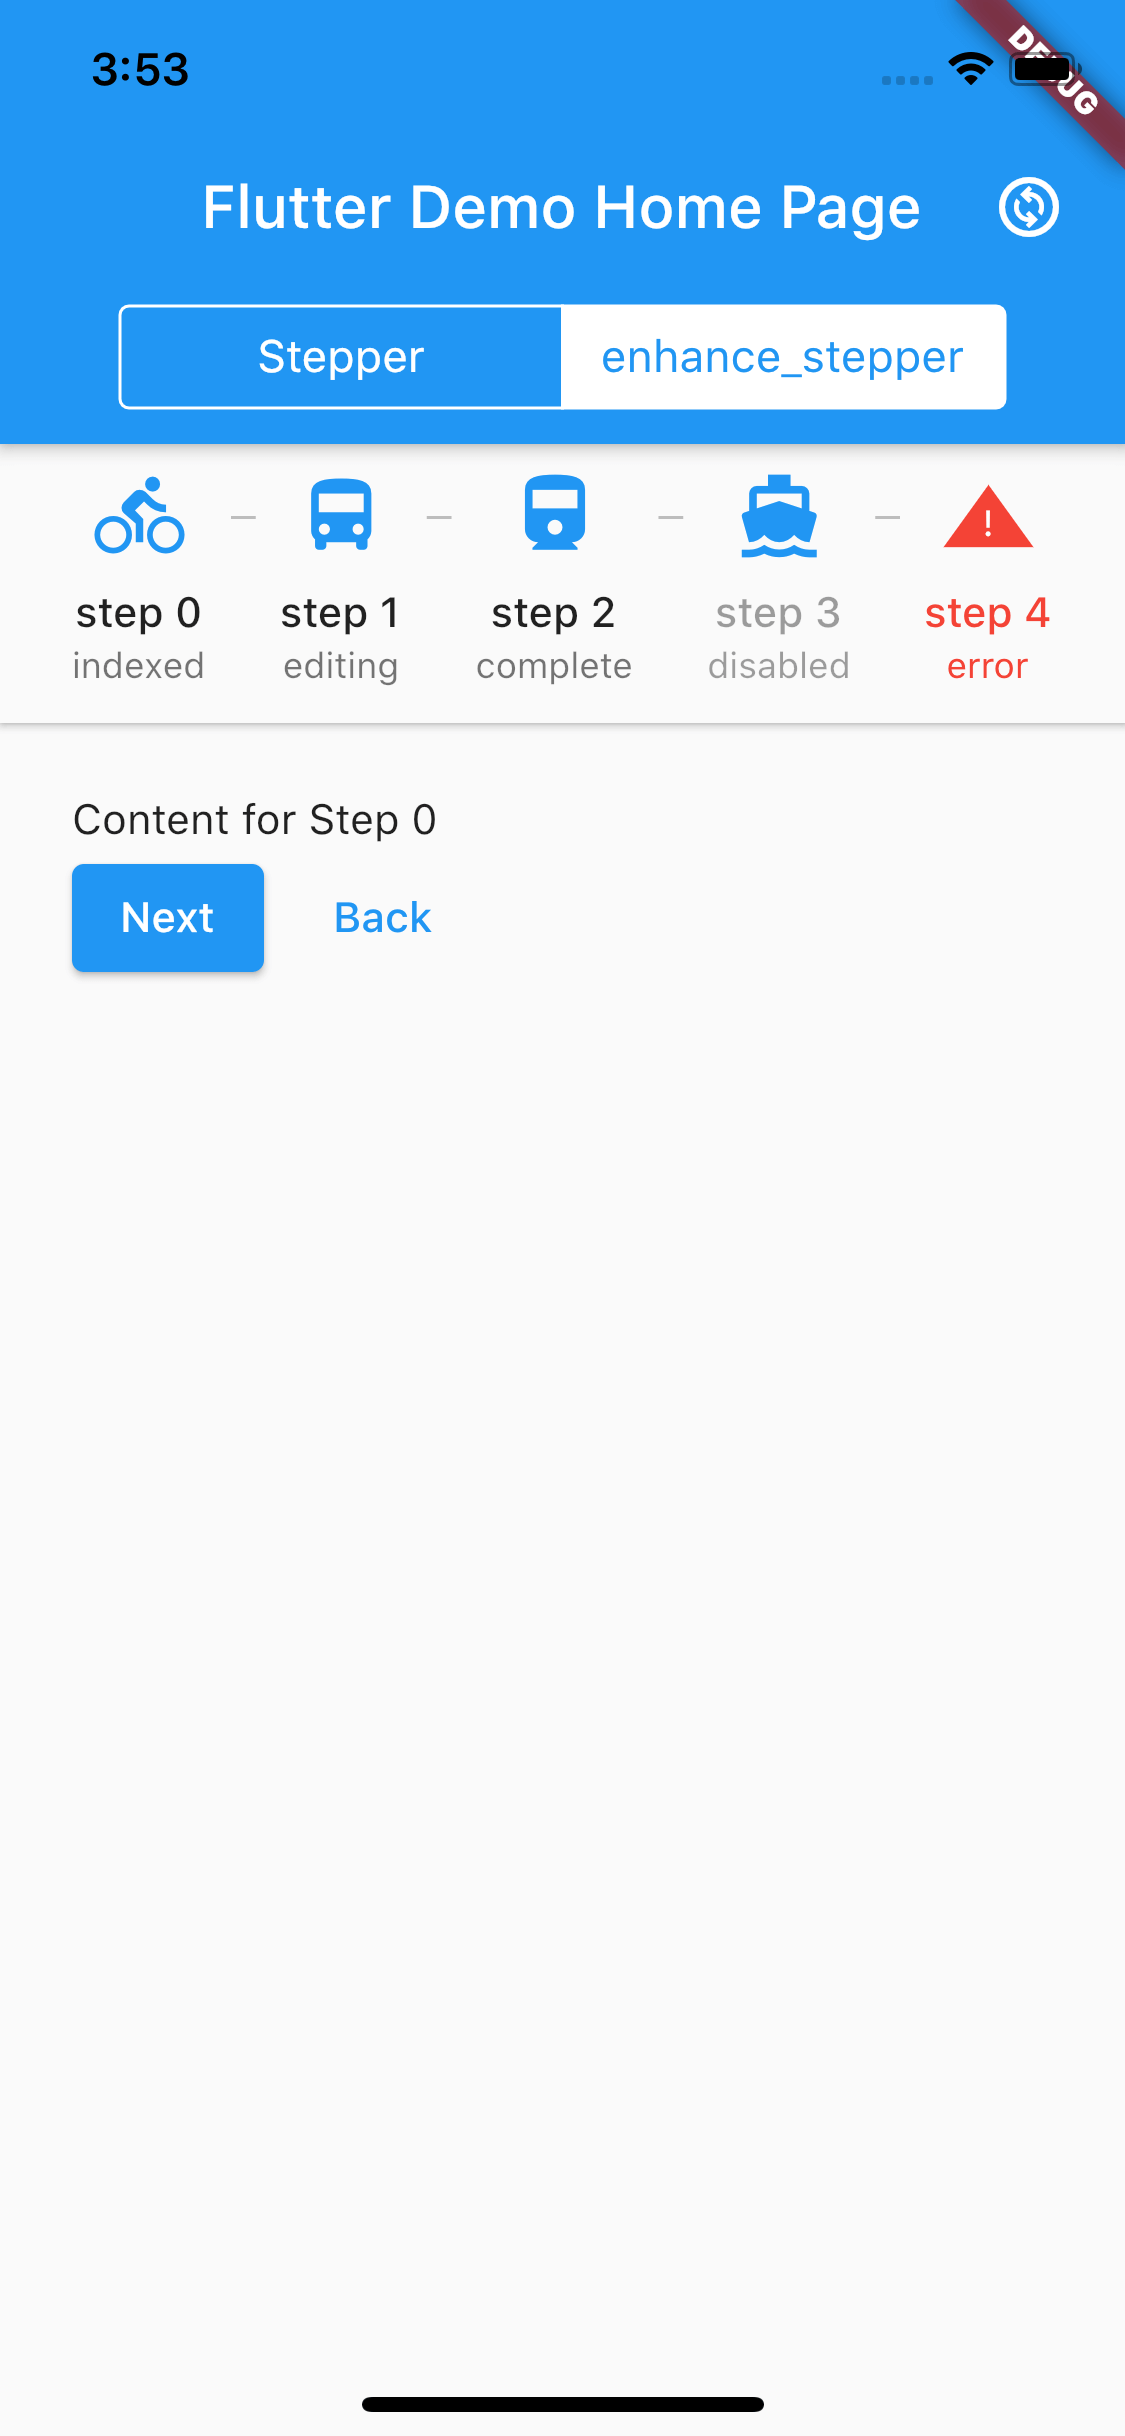 3:53
DEBUG
Flutter Demo Home Page
Stepper enhance_stepper
step 0 step 1 step 2 step 3 step 4
indexed editing complete disabled error
Content for Step 0
Next Back